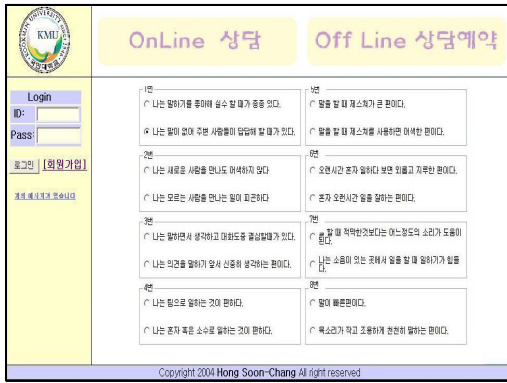 KMU
OnLine 상담
Off Line 상담예약
Login
ID:
Pass:
로그인 [회원가입]
1번
나는 말하기를 좋아해 실수 할 때가 종종 있다.
나는 말이 없어 주변 사람들이 답답해 할 때가 있다.
2번
나는 새로운 사람을 만나도 어색하지 않다
나는 모르는 사람을 만나는 일이 피곤하다
3번
나는 말하면서 생각하고 대화도중 결심할때가 있다.
나는 의견을 말하기 앞서 신중히 생각하는 편이다.
4번
나는 팀으로 일하는 것이 편하다.
나는 혼자 혹은 소수로 일하는 것이 편하다.
5번
말을 할 때 제스쳐가 큰 편이다.
말을 할 때 제스쳐를 사용하면 어색한 편이다.
6번
오랜시간 혼자 일하다 보면 외롭고 지루한 편이다.
혼자 오랜시간 일을 잘하는 편이다.
7번
할 때 적막한것보다는 어느정도의 소리가 도움이
된다.
나는 소음이 있는 곳에서 일을 할 때 일하기가 힘들
다.
8번
말이 빠른편이다.
목소리가 작고 조용하게 천천히 말하는 편이다.
Copyright 2004 Hong Soon-Chang All right reserved